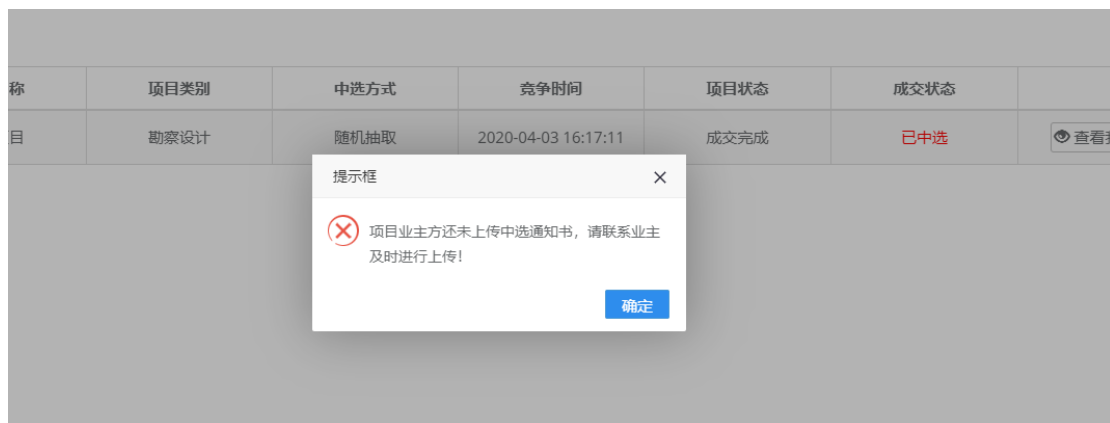 称 项目类别 中选方式 竞争时间 项目状态 成交状态
目 勘察设计 随机抽取 2020-04-03 16:17:11 成交完成 已中选 查看
提示框
项目业主方还未上传中选通知书，请联系业主
及时进行上传！
确定